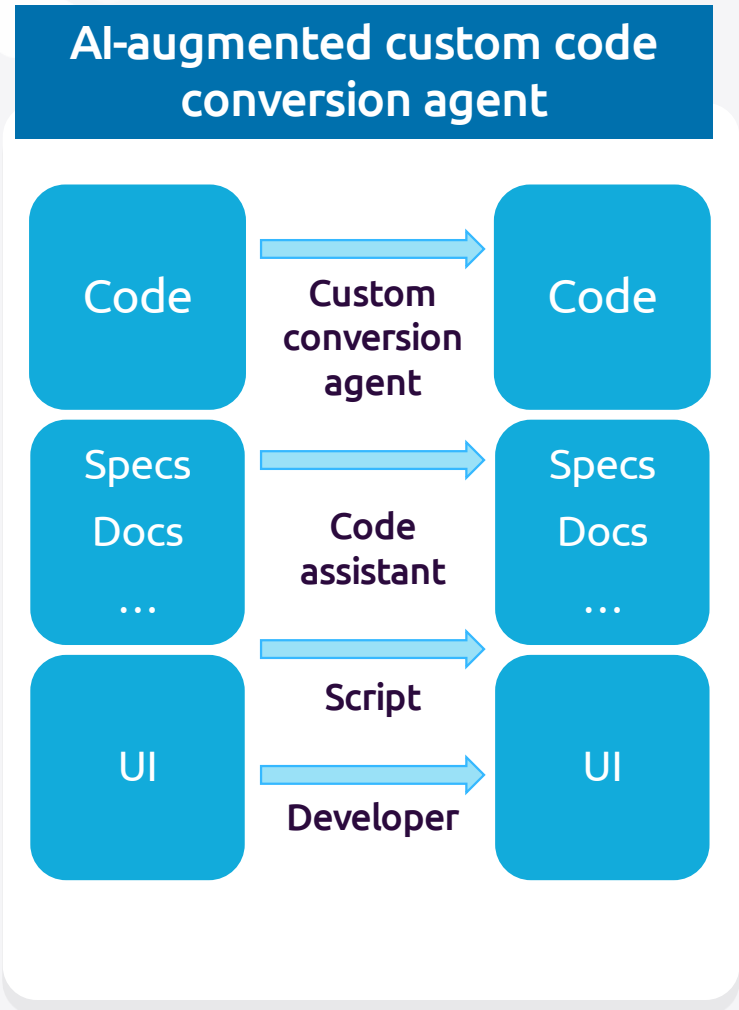 AI-augmented custom code
conversion agent
Code
Custom
conversion
agent
Code
Specs
Docs
...
Code
assistant
Specs
Docs
...
Script
UI
Developer
UI